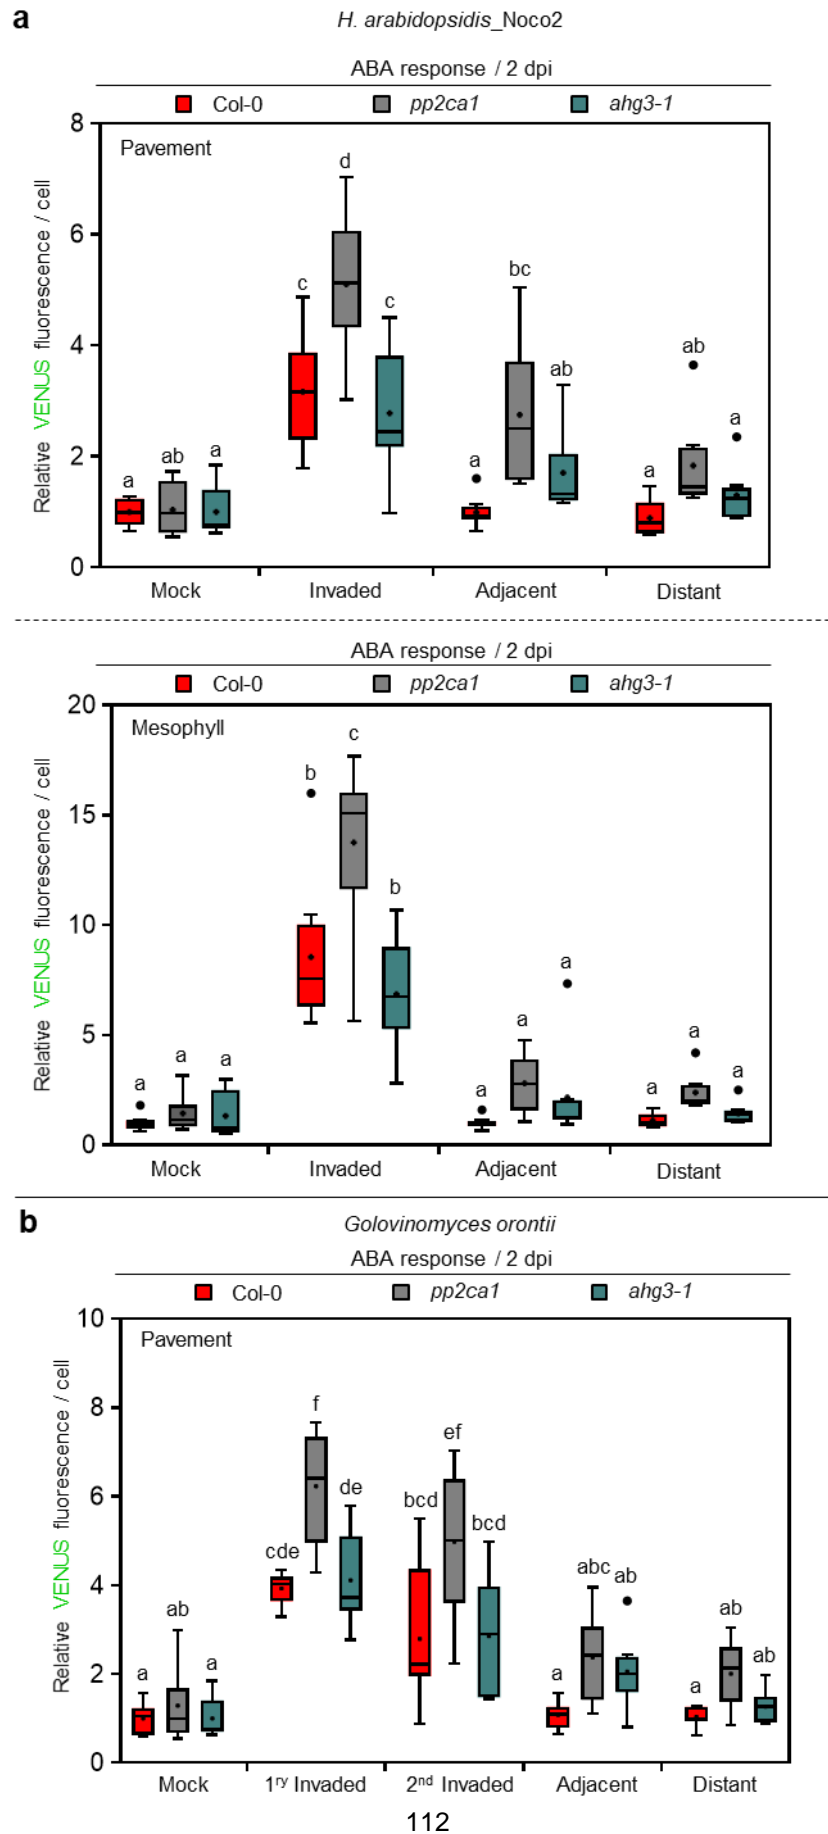 a
H. arabidopsidis_Noco2
ABA response / 2 dpi
Col-0 pp2ca1 ahg3-1
8
6
4
2
0
Relative VENUS fluorescence / cell
Pavement
a ab a
c d c
a bc ab
a ab a
Mock Invaded Adjacent Distant
ABA response / 2 dpi
Col-0 pp2ca1 ahg3-1
20
15
10
5
0
Relative VENUS fluorescence / cell
Mesophyll
a a a
b c b
a a a
a a a
Mock Invaded Adjacent Distant
b
Golovinomyces orontii
ABA response / 2 dpi
Col-0 pp2ca1 ahg3-1
10
8
6
4
2
0
Relative VENUS fluorescence / cell
Pavement
a ab a
cde f de
bcd ef bcd
a abc ab
a ab ab
Mock 1ʳʸ Invaded 2ⁿᵈ Invaded Adjacent Distant
112